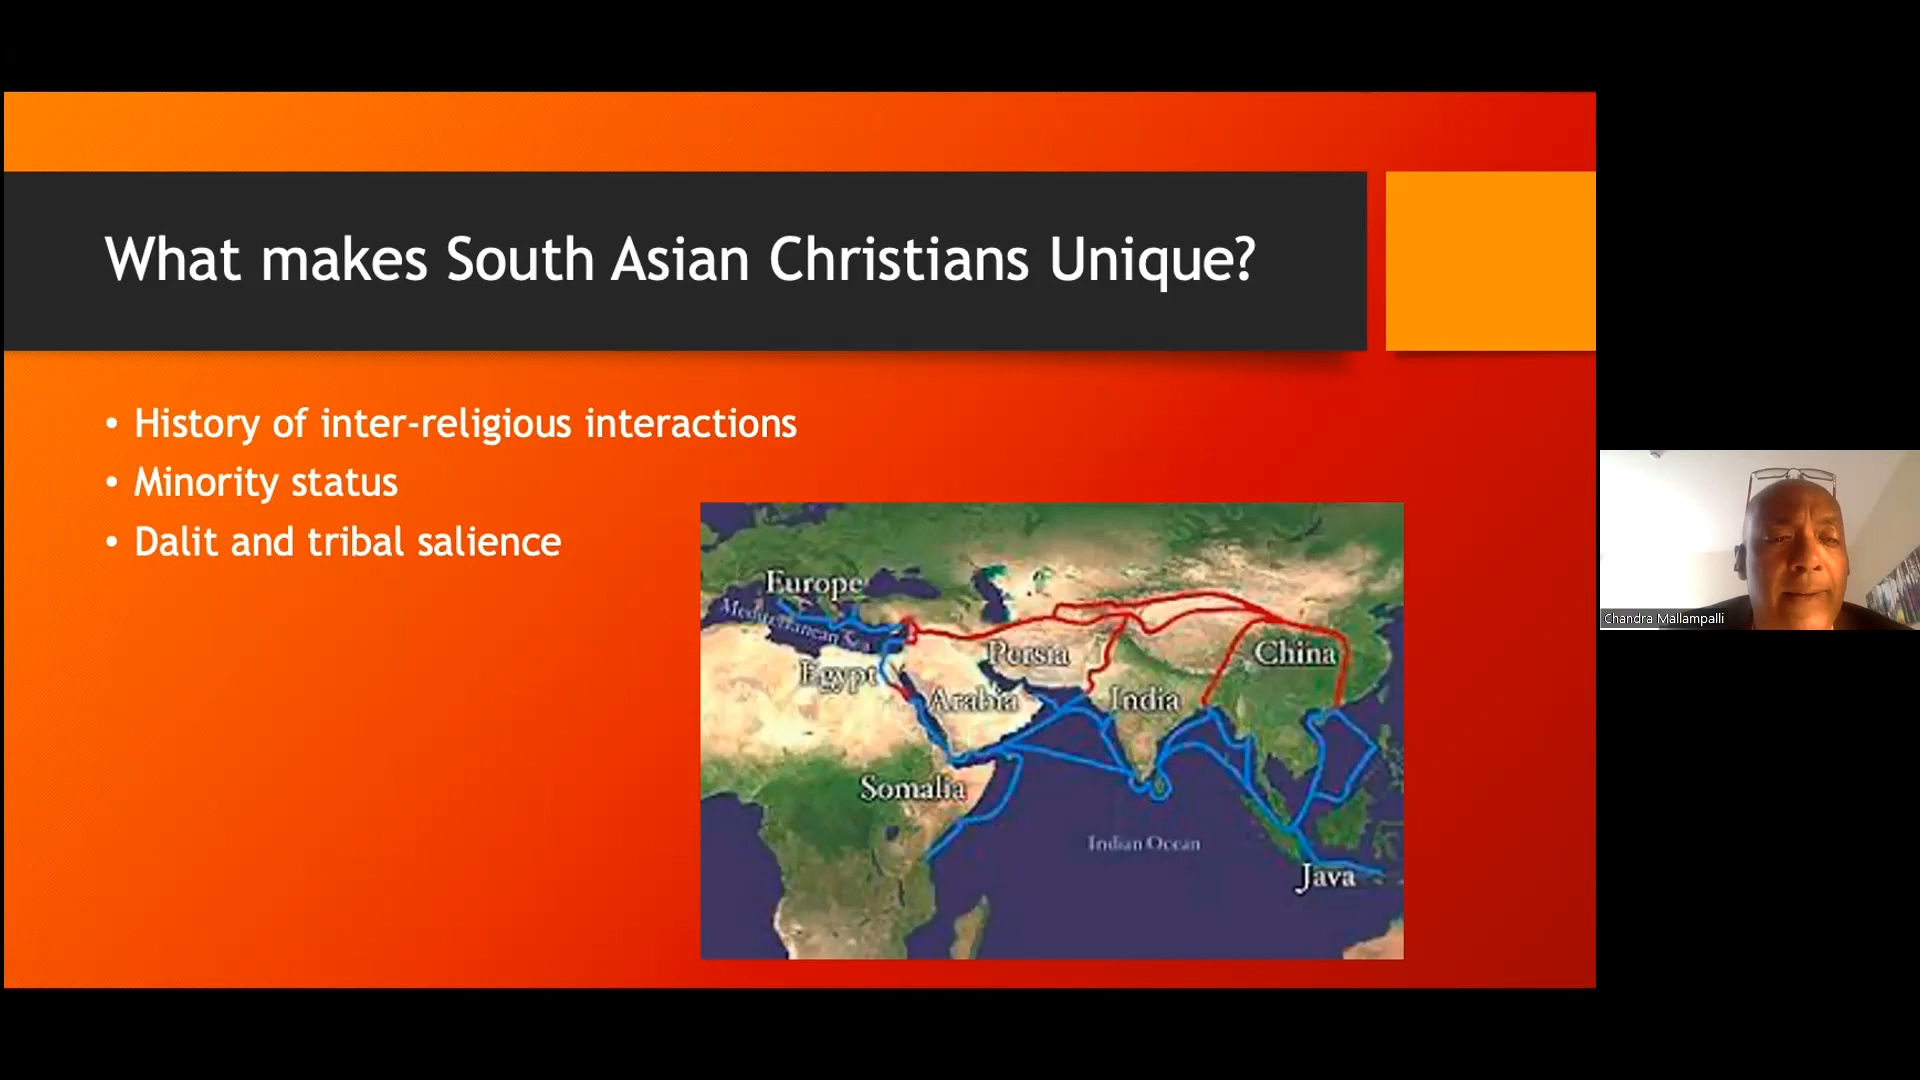 What makes South Asian Christians Unique?
• History of inter-religious interactions
• Minority status
• Dalit and tribal salience
Europe
Mediterranean Sea
Egypt
Persia
Arabia
India
China
Somalia
Indian Ocean
Java
Chandra Mallampalli